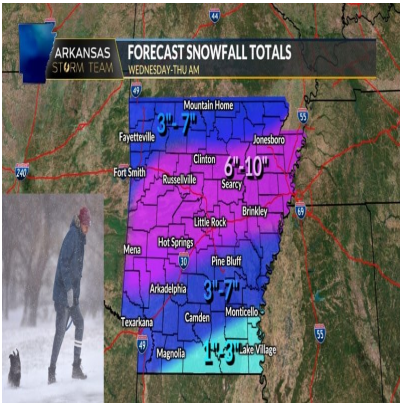 44
ARKANSAS
STORM TEAM
FORECAST SNOWFALL TOTALS
WEDNESDAY-THU AM
49
Mountain Home
55
3"-7"
Fayetteville
Jonesboro
Clinton
6"-10"
Fort Smith
240
Russellville
Searcy
Brinkley
69
Little Rock
Hot Springs
Mena
30
Pine Bluff
Arkadelphia
3"-7"
Monticello
Texarkana
Camden
55
49
Magnolia
1"-3"
Lake Village